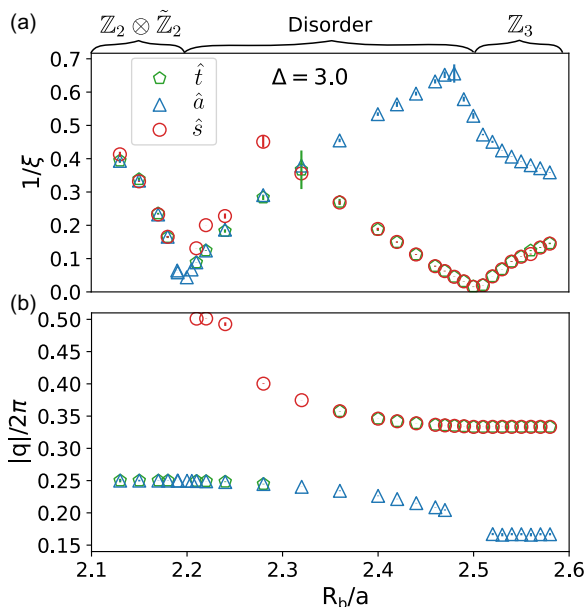 (a) ℤ₂ ⊗ ℤ̃₂ Disorder ℤ₃
0.7
0.6
0.5
0.4
0.3
0.2
0.1
0.0
1/ξ
t̂
â
ŝ
Δ = 3.0
(b)
0.50
0.45
0.40
0.35
0.30
0.25
0.20
0.15
|q|/2π
2.1 2.2 2.3 2.4 2.5 2.6
R_b/a